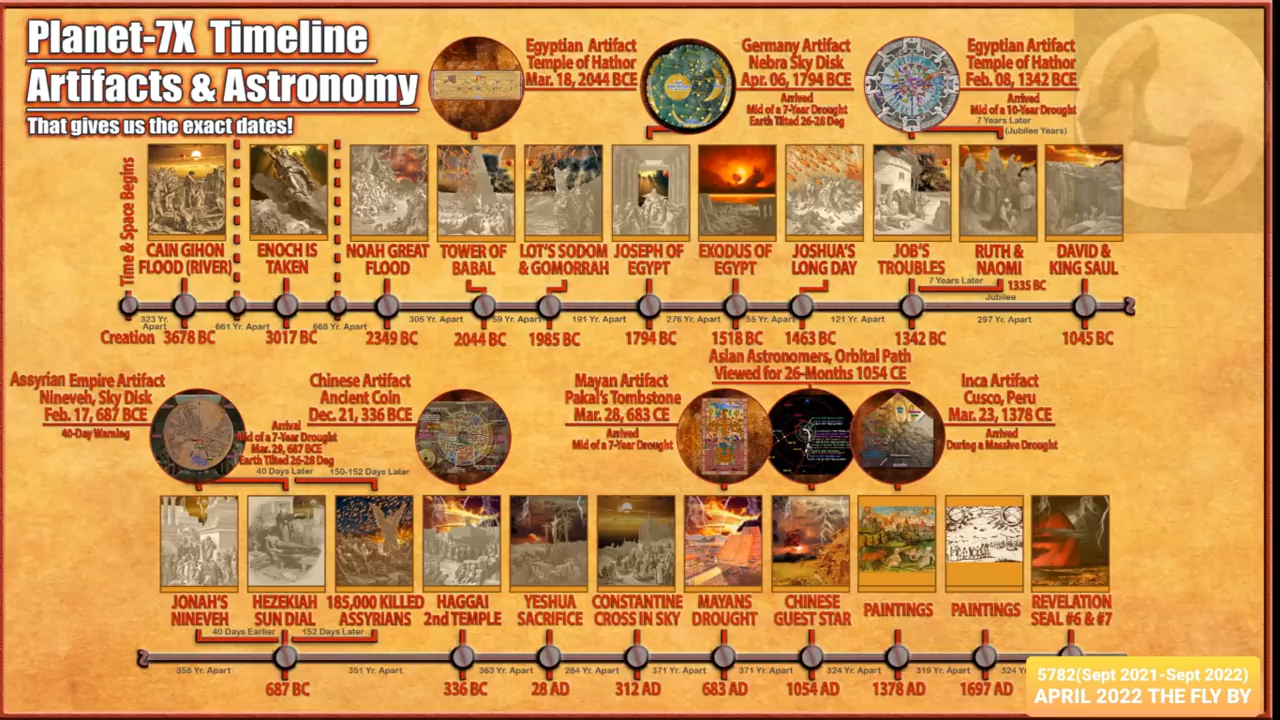 Planet-7X Timeline
Artifacts & Astronomy
That gives us the exact dates!
Egyptian Artifact
Temple of Hathor
Mar. 18, 2044 BCE
Germany Artifact
Nebra Sky Disk
Apr. 06, 1794 BCE
Arrived
Mid of a 7-Year Drought
Earth Tilted 26-28 Deg
Egyptian Artifact
Temple of Hathor
Feb. 08, 1342 BCE
Arrived
Mid of a 10-Year Drought
7 Years Later
(Jubilee Years)
Time & Space Begins
CAIN GIHON
FLOOD (RIVER)
ENOCH IS
TAKEN
NOAH GREAT
FLOOD
TOWER OF
BABAL
LOT'S SODOM
& GOMORRAH
JOSEPH OF
EGYPT
EXODUS OF
EGYPT
JOSHUA'S
LONG DAY
JOB'S
TROUBLES
RUTH &
NAOMI
DAVID &
KING SAUL
7 Years Later
1335 BC
Jubilee
323 Yr.
Apart
661 Yr. Apart
668 Yr. Apart
305 Yr. Apart
59 Yr. Apart
191 Yr. Apart
276 Yr. Apart
55 Yr. Apart
121 Yr. Apart
297 Yr. Apart
Creation
3678 BC
3017 BC
2349 BC
2044 BC
1985 BC
1794 BC
1518 BC
1463 BC
1342 BC
1045 BC
Assyrian Empire Artifact
Nineveh, Sky Disk
Feb. 17, 687 BCE
40-Day Warning
Arrival
Mid of a 7-Year Drought
Mar. 29, 687 BCE
Earth Tilted 26-28 Deg
40 Days Later
150-152 Days Later
Chinese Artifact
Ancient Coin
Dec. 21, 336 BCE
Mayan Artifact
Pakal's Tombstone
Mar. 28, 683 CE
Arrived
Mid of a 7-Year Drought
Asian Astronomers, Orbital Path
Viewed for 26-Months 1054 CE
Inca Artifact
Cusco, Peru
Mar. 23, 1378 CE
Arrived
During a Massive Drought
JONAH'S
NINEVEH
HEZEKIAH
SUN DIAL
185,000 KILLED
ASSYRIANS
HAGGAI
2nd TEMPLE
YESHUA
SACRIFICE
CONSTANTINE
CROSS IN SKY
MAYANS
DROUGHT
CHINESE
GUEST STAR
PAINTINGS
PAINTINGS
REVELATION
SEAL #6 & #7
40 Days Earlier
152 Days Later
358 Yr. Apart
351 Yr. Apart
363 Yr. Apart
284 Yr. Apart
371 Yr. Apart
371 Yr. Apart
324 Yr. Apart
319 Yr. Apart
324 Yr
687 BC
336 BC
28 AD
312 AD
683 AD
1054 AD
1378 AD
1697 AD
5782(Sept 2021-Sept 2022)
APRIL 2022 THE FLY BY